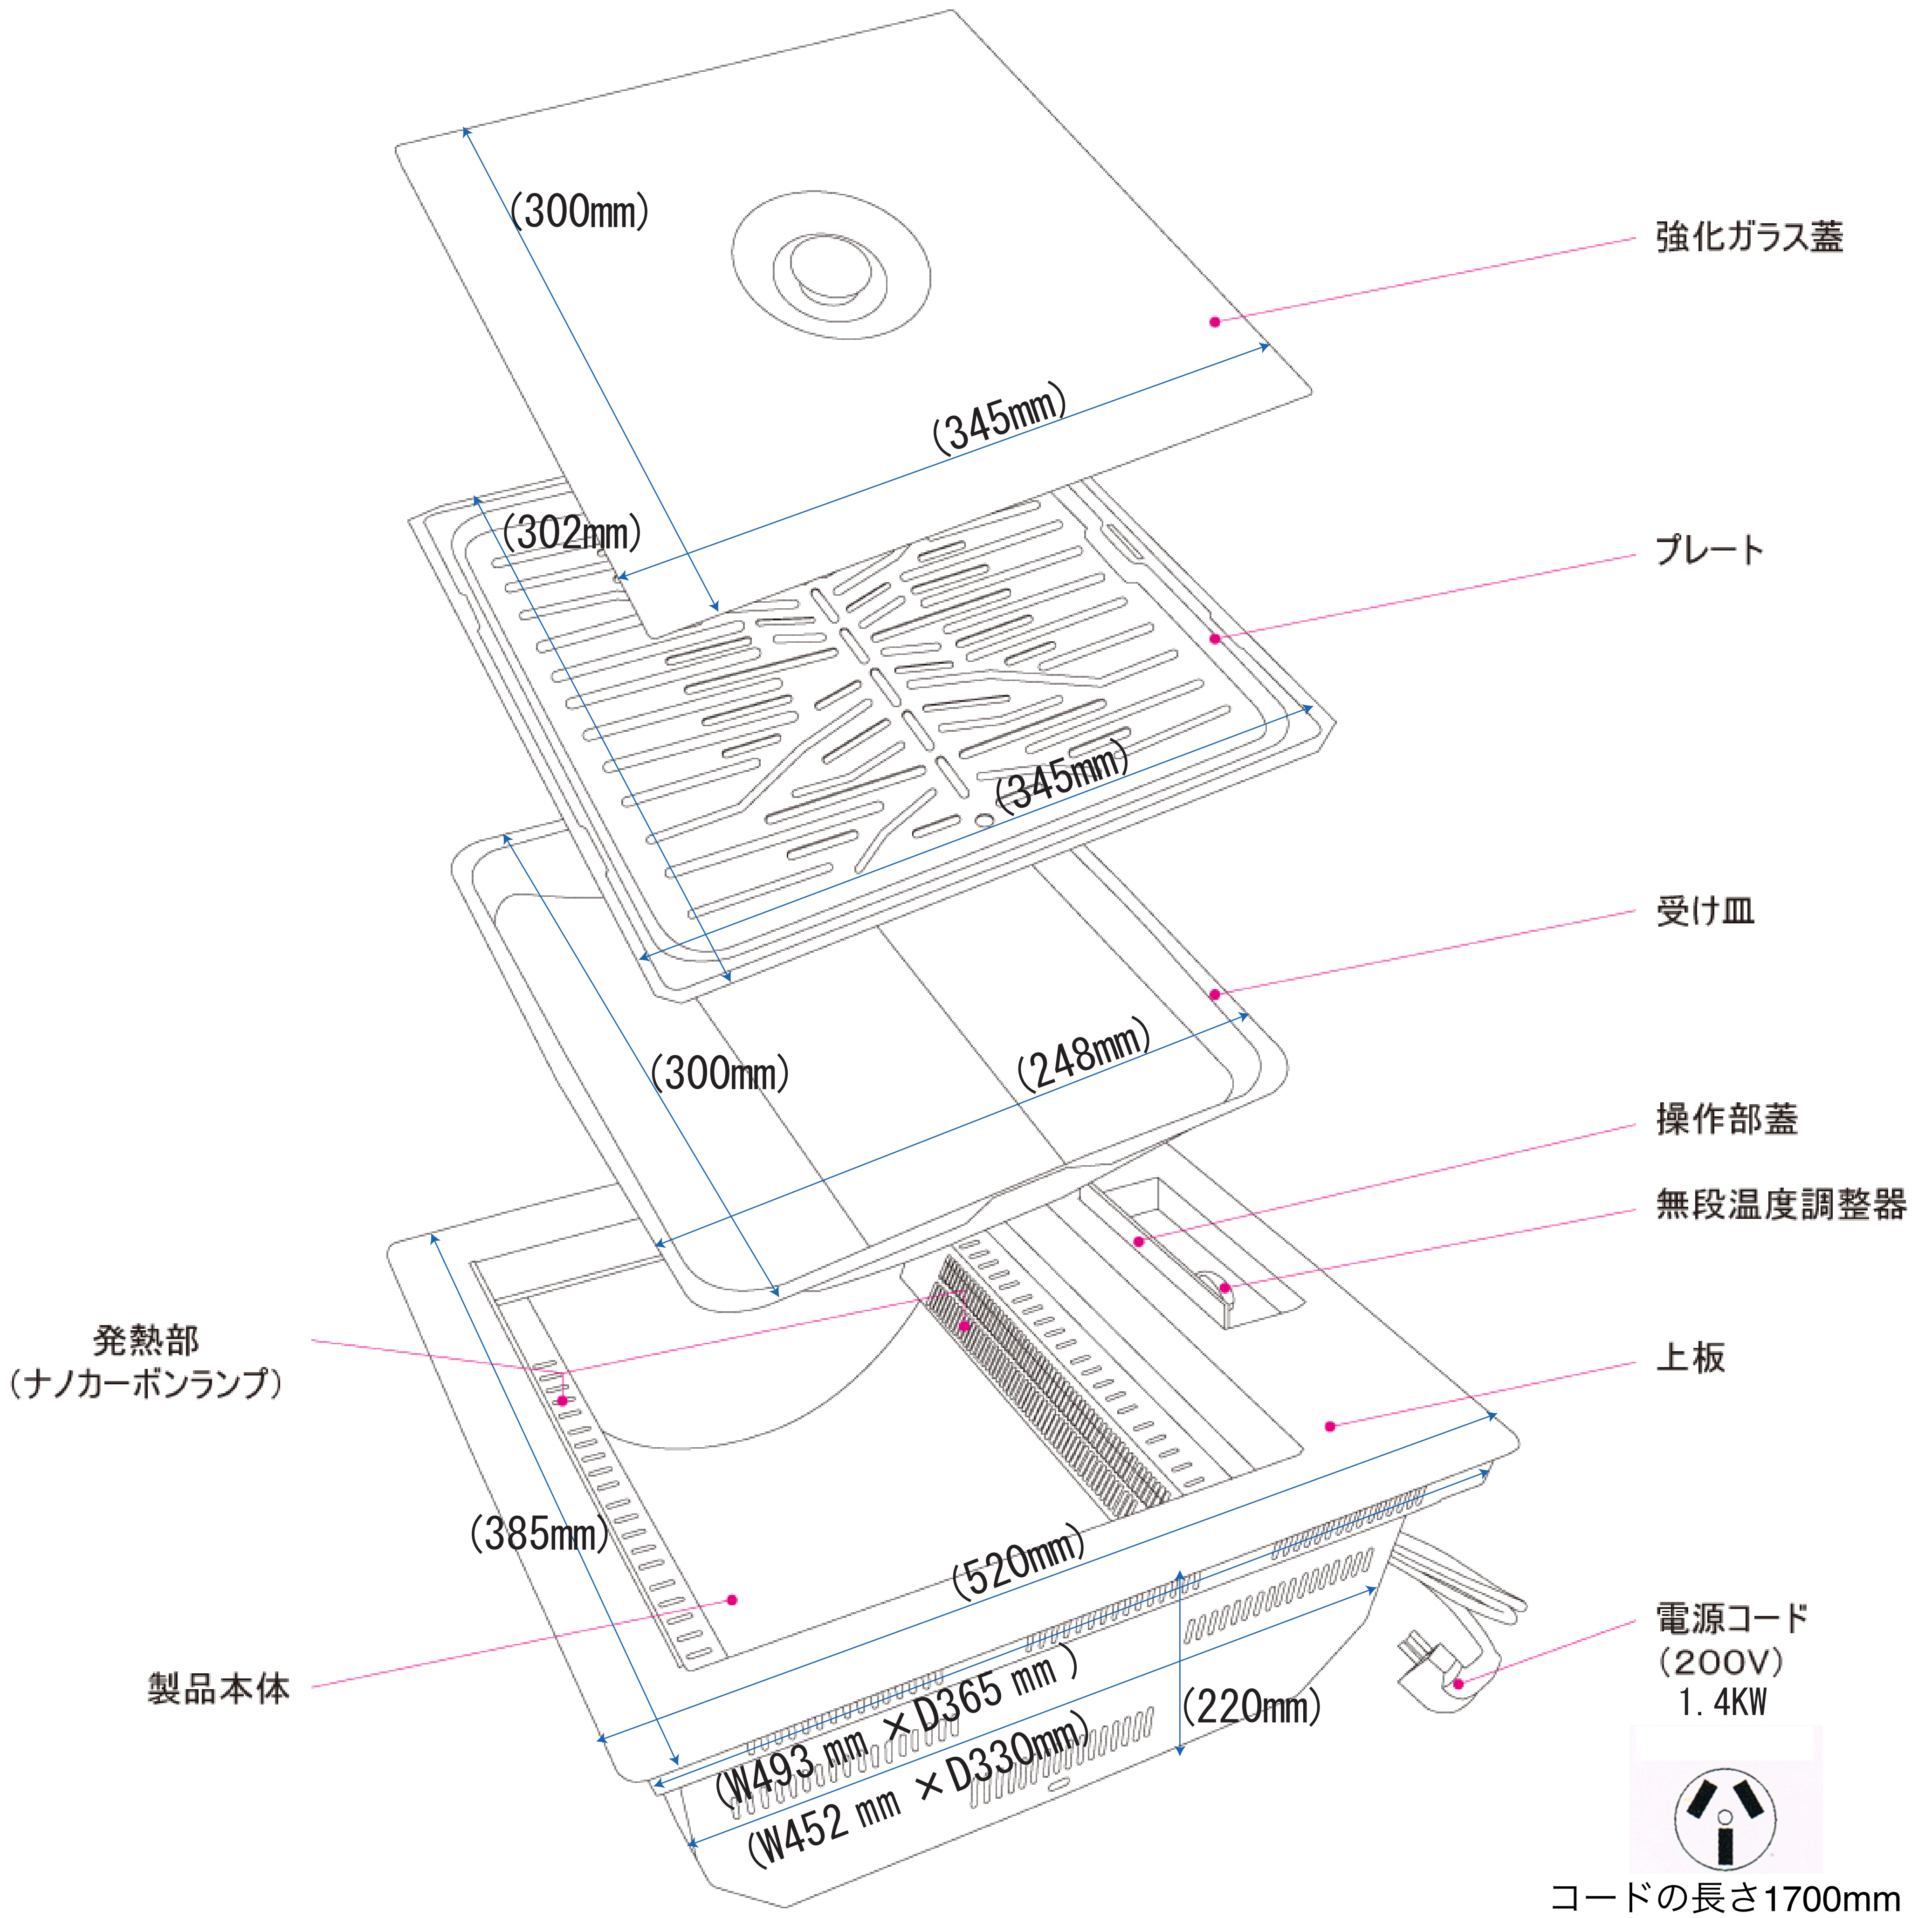 (300mm)
強化ガラス蓋
(345mm)
(302mm)
プレート
(345mm)
受け皿
(300mm)
(248mm)
操作部蓋
無段温度調整器
発熱部
(ナノカーボンランプ)
上板
(385mm)
(520mm)
電源コード
(200V)
1.4KW
製品本体
(W493 mm ×D365 mm )
(220mm)
(W452 mm ×D330mm)
コードの長さ1700mm